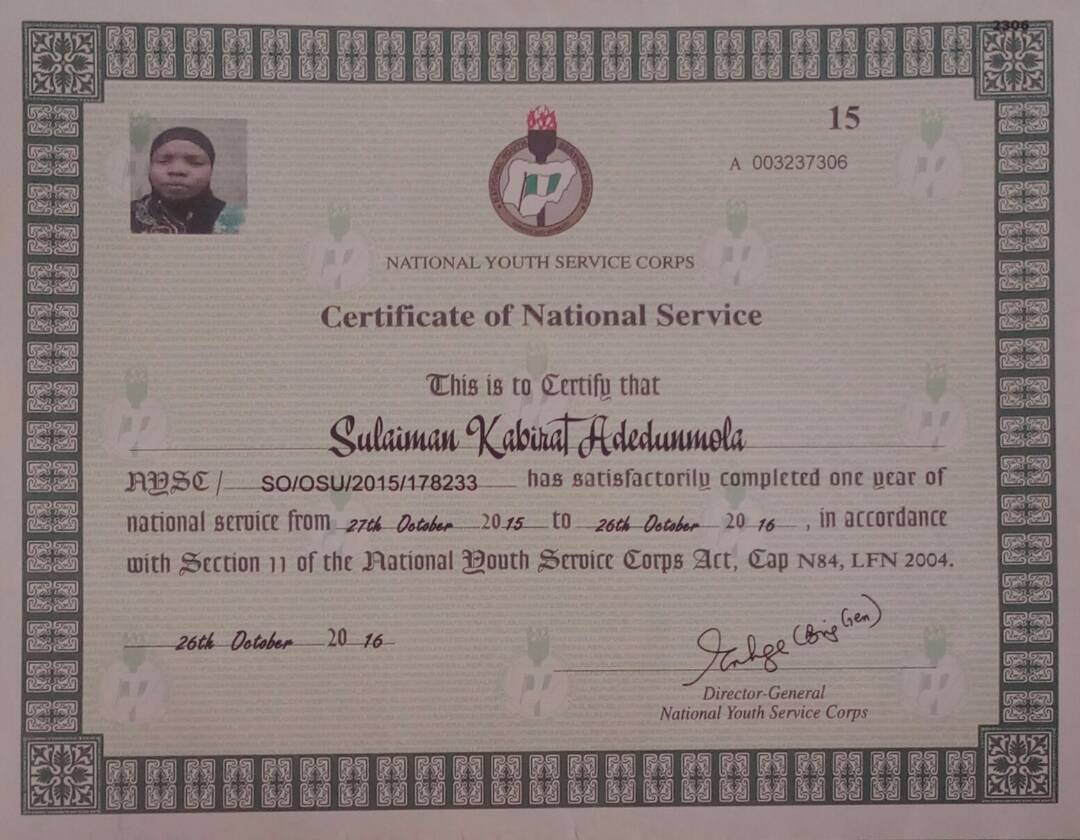 2306
15
A 003237306
NATIONAL YOUTH SERVICE CORPS
Certificate of National Service
This is to Certify that
Sulaiman Kabirat Adedunmola
NYSC / SO/OSU/2015/178233 has satisfactorily completed one year of
national service from 27th October 2015 to 26th October 2016, in accordance
with Section 11 of the National Youth Service Corps Act, Cap N84, LFN 2004.
26th October 2016
(Brig Gen)
Director-General
National Youth Service Corps